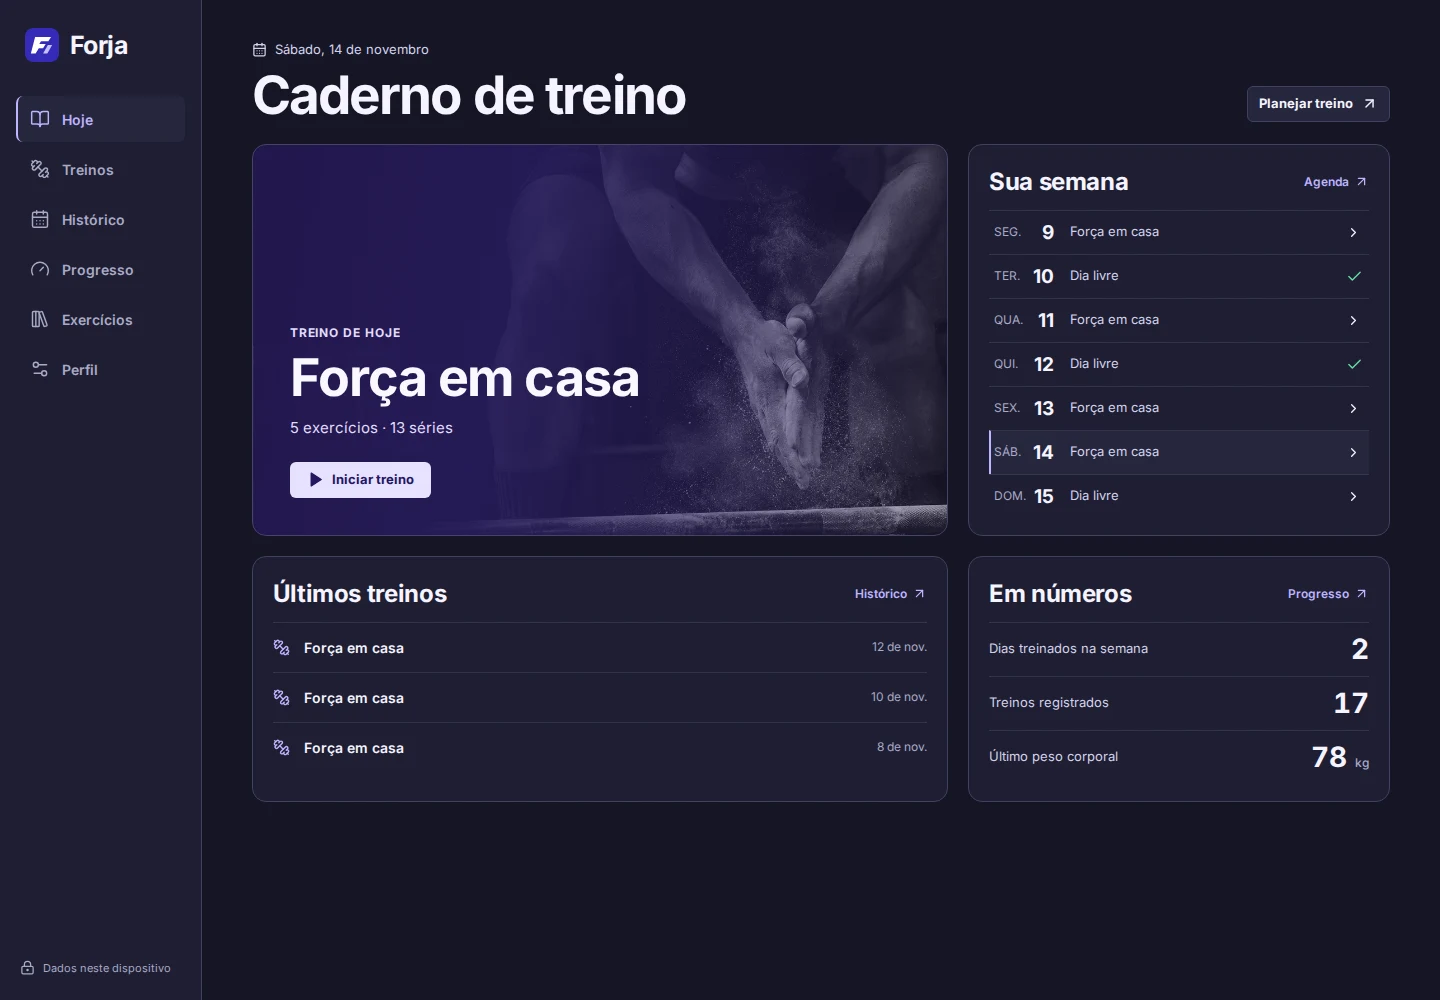 Forja
Hoje
Treinos
Histórico
Progresso
Exercícios
Perfil
Dados neste dispositivo
Sábado, 14 de novembro
Caderno de treino
Planejar treino
TREINO DE HOJE
Força em casa
5 exercícios · 13 séries
Iniciar treino
Sua semana
Agenda
SEG. 9 Força em casa
TER. 10 Dia livre
QUA. 11 Força em casa
QUI. 12 Dia livre
SEX. 13 Força em casa
SÁB. 14 Força em casa
DOM. 15 Dia livre
Últimos treinos
Histórico
Força em casa 12 de nov.
Força em casa 10 de nov.
Força em casa 8 de nov.
Em números
Progresso
Dias treinados na semana 2
Treinos registrados 17
Último peso corporal 78 kg